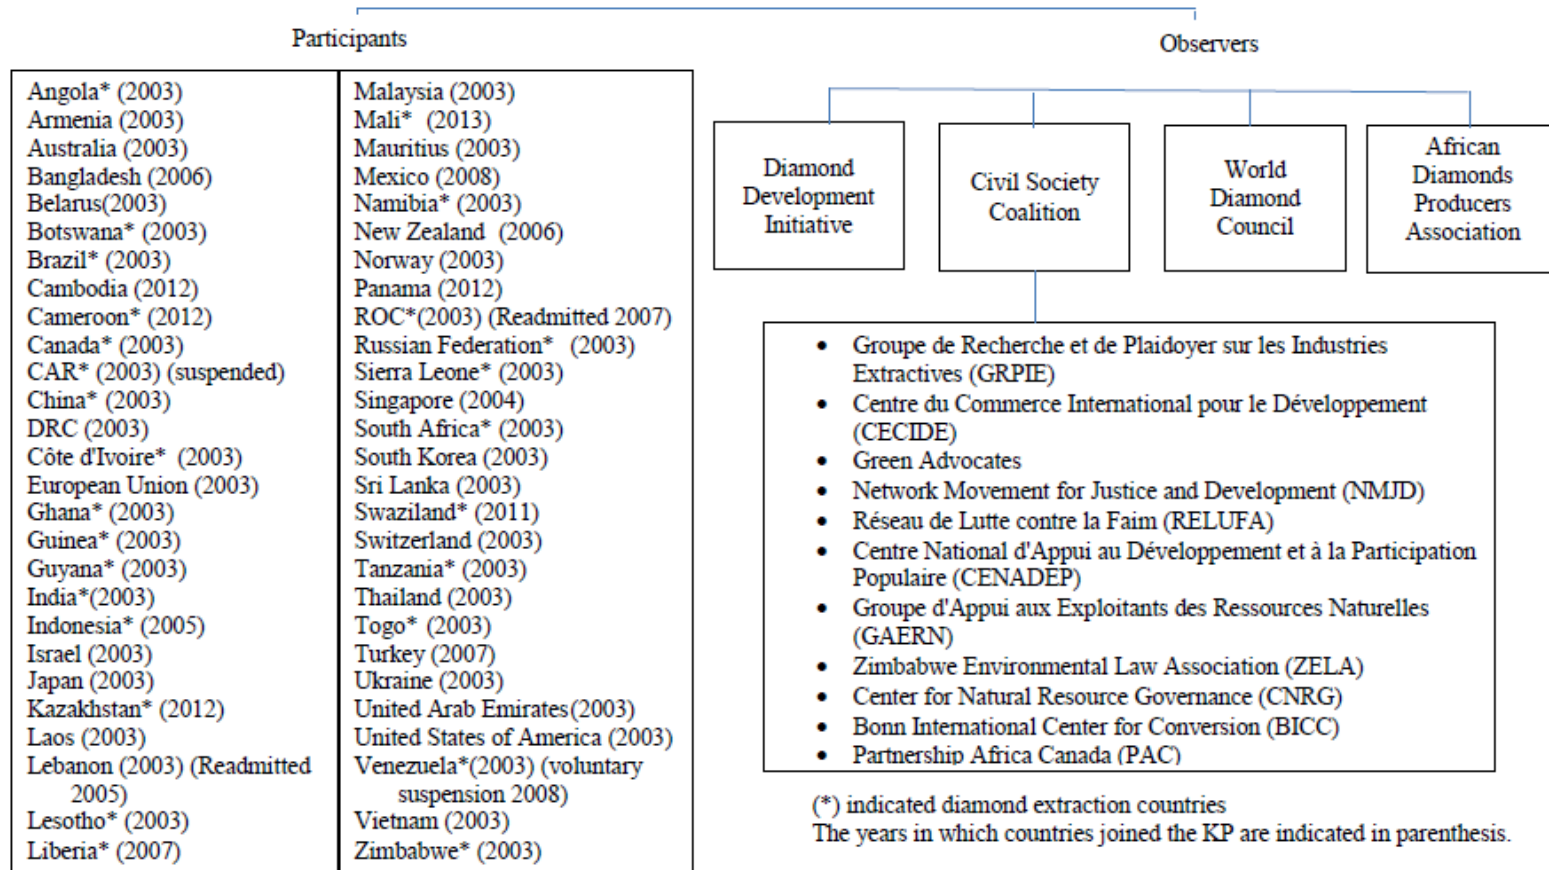 Participants
Observers
Angola* (2003)
Armenia (2003)
Australia (2003)
Bangladesh (2006)
Belarus(2003)
Botswana* (2003)
Brazil* (2003)
Cambodia (2012)
Cameroon* (2012)
Canada* (2003)
CAR* (2003) (suspended)
China* (2003)
DRC (2003)
Côte d'Ivoire* (2003)
European Union (2003)
Ghana* (2003)
Guinea* (2003)
Guyana* (2003)
India*(2003)
Indonesia* (2005)
Israel (2003)
Japan (2003)
Kazakhstan* (2012)
Laos (2003)
Lebanon (2003) (Readmitted
2005)
Lesotho* (2003)
Liberia* (2007)
Malaysia (2003)
Mali* (2013)
Mauritius (2003)
Mexico (2008)
Namibia* (2003)
New Zealand (2006)
Norway (2003)
Panama (2012)
ROC*(2003) (Readmitted 2007)
Russian Federation* (2003)
Sierra Leone* (2003)
Singapore (2004)
South Africa* (2003)
South Korea (2003)
Sri Lanka (2003)
Swaziland* (2011)
Switzerland (2003)
Tanzania* (2003)
Thailand (2003)
Togo* (2003)
Turkey (2007)
Ukraine (2003)
United Arab Emirates(2003)
United States of America (2003)
Venezuela*(2003) (voluntary
suspension 2008)
Vietnam (2003)
Zimbabwe* (2003)
Diamond
Development
Initiative
Civil Society
Coalition
World
Diamond
Council
African
Diamonds
Producers
Association
• Groupe de Recherche et de Plaidoyer sur les Industries
Extractives (GRPIE)
• Centre du Commerce International pour le Développement
(CECIDE)
• Green Advocates
• Network Movement for Justice and Development (NMJD)
• Réseau de Lutte contre la Faim (RELUFA)
• Centre National d'Appui au Développement et à la Participation
Populaire (CENADEP)
• Groupe d'Appui aux Exploitants des Ressources Naturelles
(GAERN)
• Zimbabwe Environmental Law Association (ZELA)
• Center for Natural Resource Governance (CNRG)
• Bonn International Center for Conversion (BICC)
• Partnership Africa Canada (PAC)
(*) indicated diamond extraction countries
The years in which countries joined the KP are indicated in parenthesis.